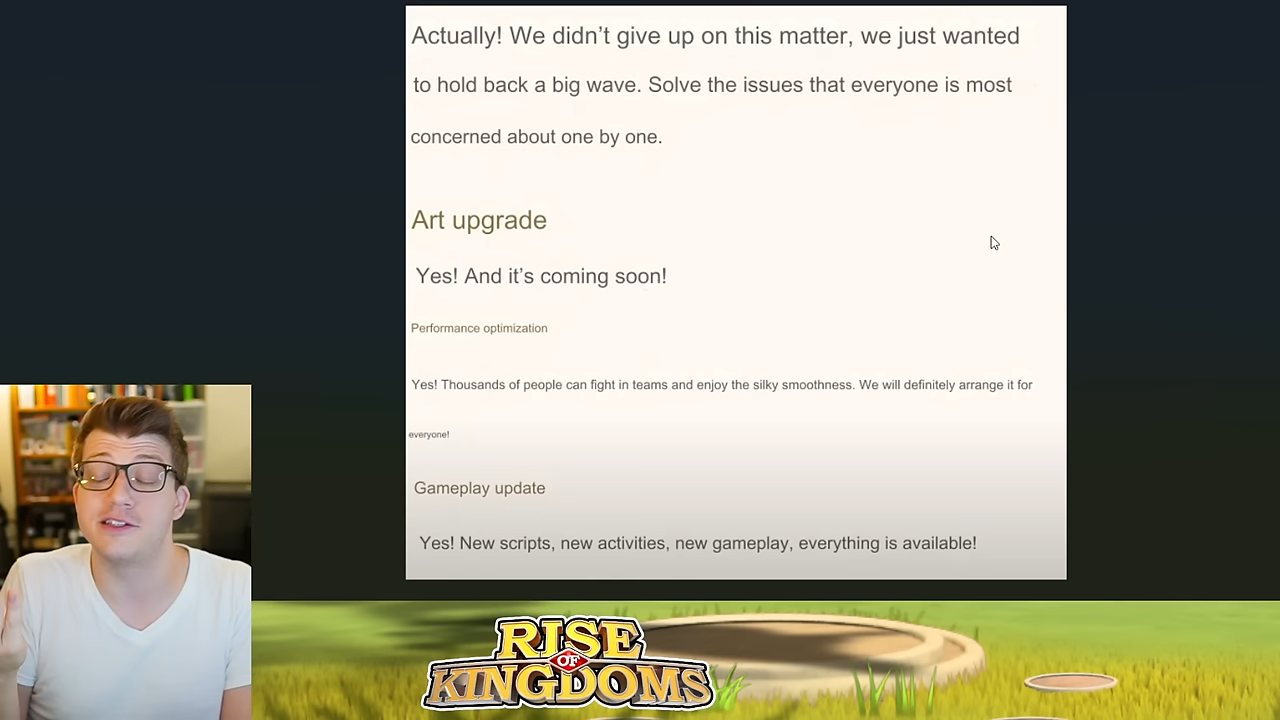 Actually! We didn’t give up on this matter, we just wanted
to hold back a big wave. Solve the issues that everyone is most
concerned about one by one.
Art upgrade
Yes! And it’s coming soon!
Performance optimization
Yes! Thousands of people can fight in teams and enjoy the silky smoothness. We will definitely arrange it for
everyone!
Gameplay update
Yes! New scripts, new activities, new gameplay, everything is available!
RISE
OF
KINGDOMS